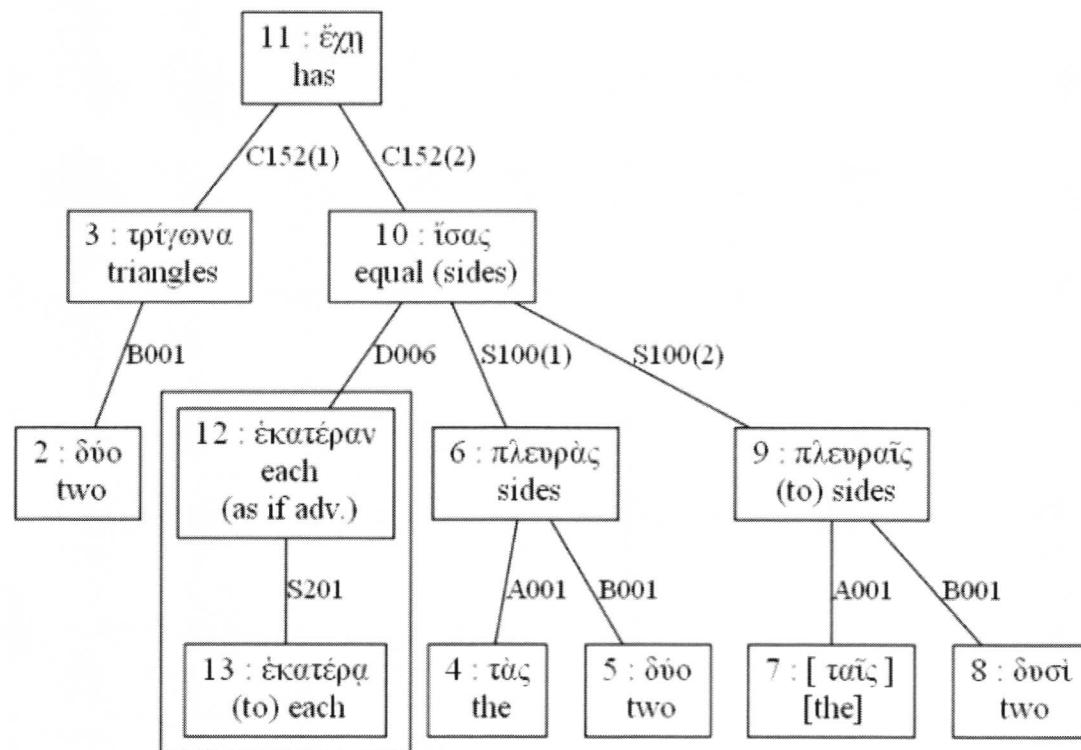 11 : ἔχῃ
has
C152(1)
C152(2)
3 : τρίγωνα
triangles
10 : ἴσας
equal (sides)
B001
D006
S100(1)
S100(2)
2 : δύο
two
12 : ἑκατέραν
each
(as if adv.)
6 : πλευρὰς
sides
9 : πλευραῖς
(to) sides
S201
A001
B001
A001
B001
13 : ἑκατέρᾳ
(to) each
4 : τὰς
the
5 : δύο
two
7 : [ ταῖς ]
[the]
8 : δυσὶ
two